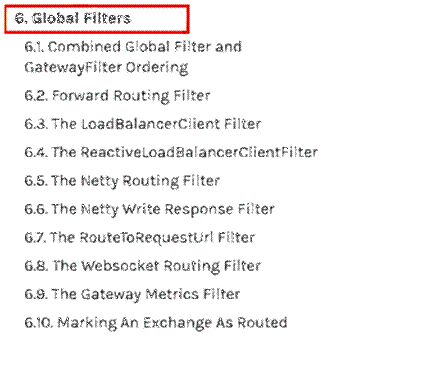 6. Global Filters
6.1. Combined Global Filter and
GatewayFilter Ordering
6.2. Forward Routing Filter
6.3. The LoadBalancerClient Filter
6.4. The ReactiveLoadBalancerClientFilter
6.5. The Netty Routing Filter
6.6. The Netty Write Response Filter
6.7. The RouteToRequestUrl Filter
6.8. The Websocket Routing Filter
6.9. The Gateway Metrics Filter
6.10. Marking An Exchange As Routed